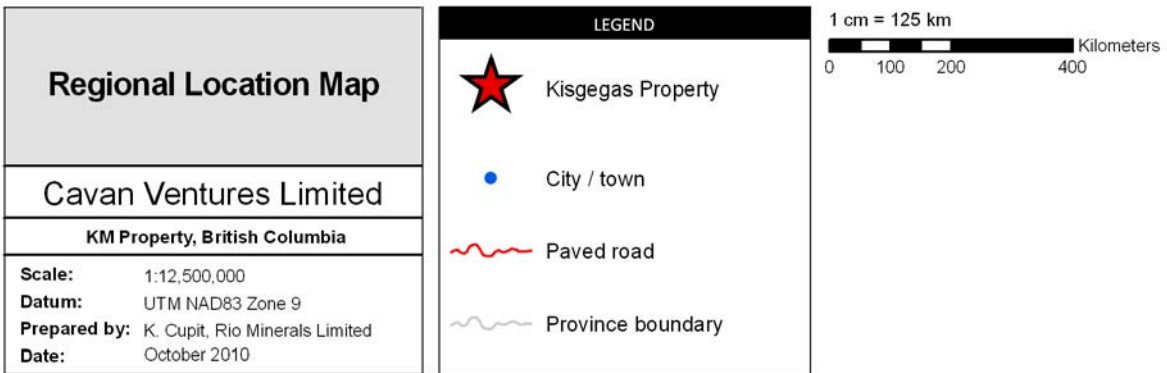 Regional Location Map
Cavan Ventures Limited
KM Property, British Columbia
Scale: 1:12,500,000
Datum: UTM NAD83 Zone 9
Prepared by: K. Cupit, Rio Minerals Limited
Date: October 2010
LEGEND
Kisgegas Property
City / town
Paved road
Province boundary
1 cm = 125 km
Kilometers
0 100 200 400